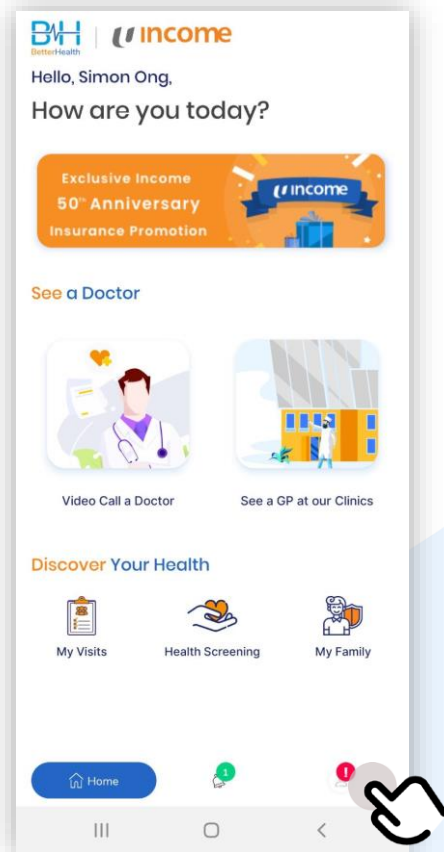 BMH
BetterHealth
income
Hello, Simon Ong,
How are you today?
Exclusive Income
50th Anniversary
Insurance Promotion
income
See a Doctor
Video Call a Doctor
See a GP at our Clinics
Discover Your Health
My Visits
Health Screening
My Family
1
!
Home